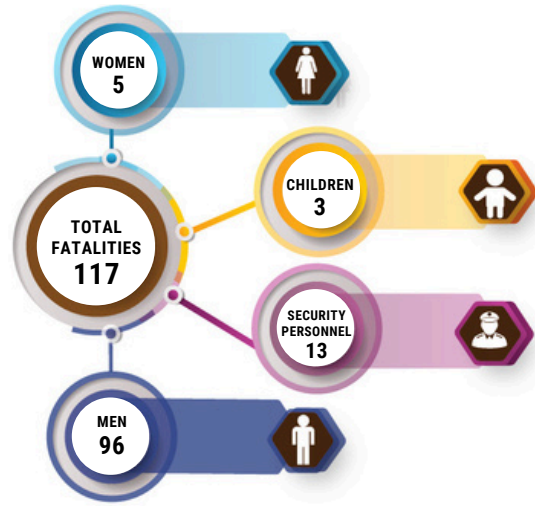 WOMEN
5
CHILDREN
3
TOTAL
FATALITIES
117
SECURITY
PERSONNEL
13
MEN
96